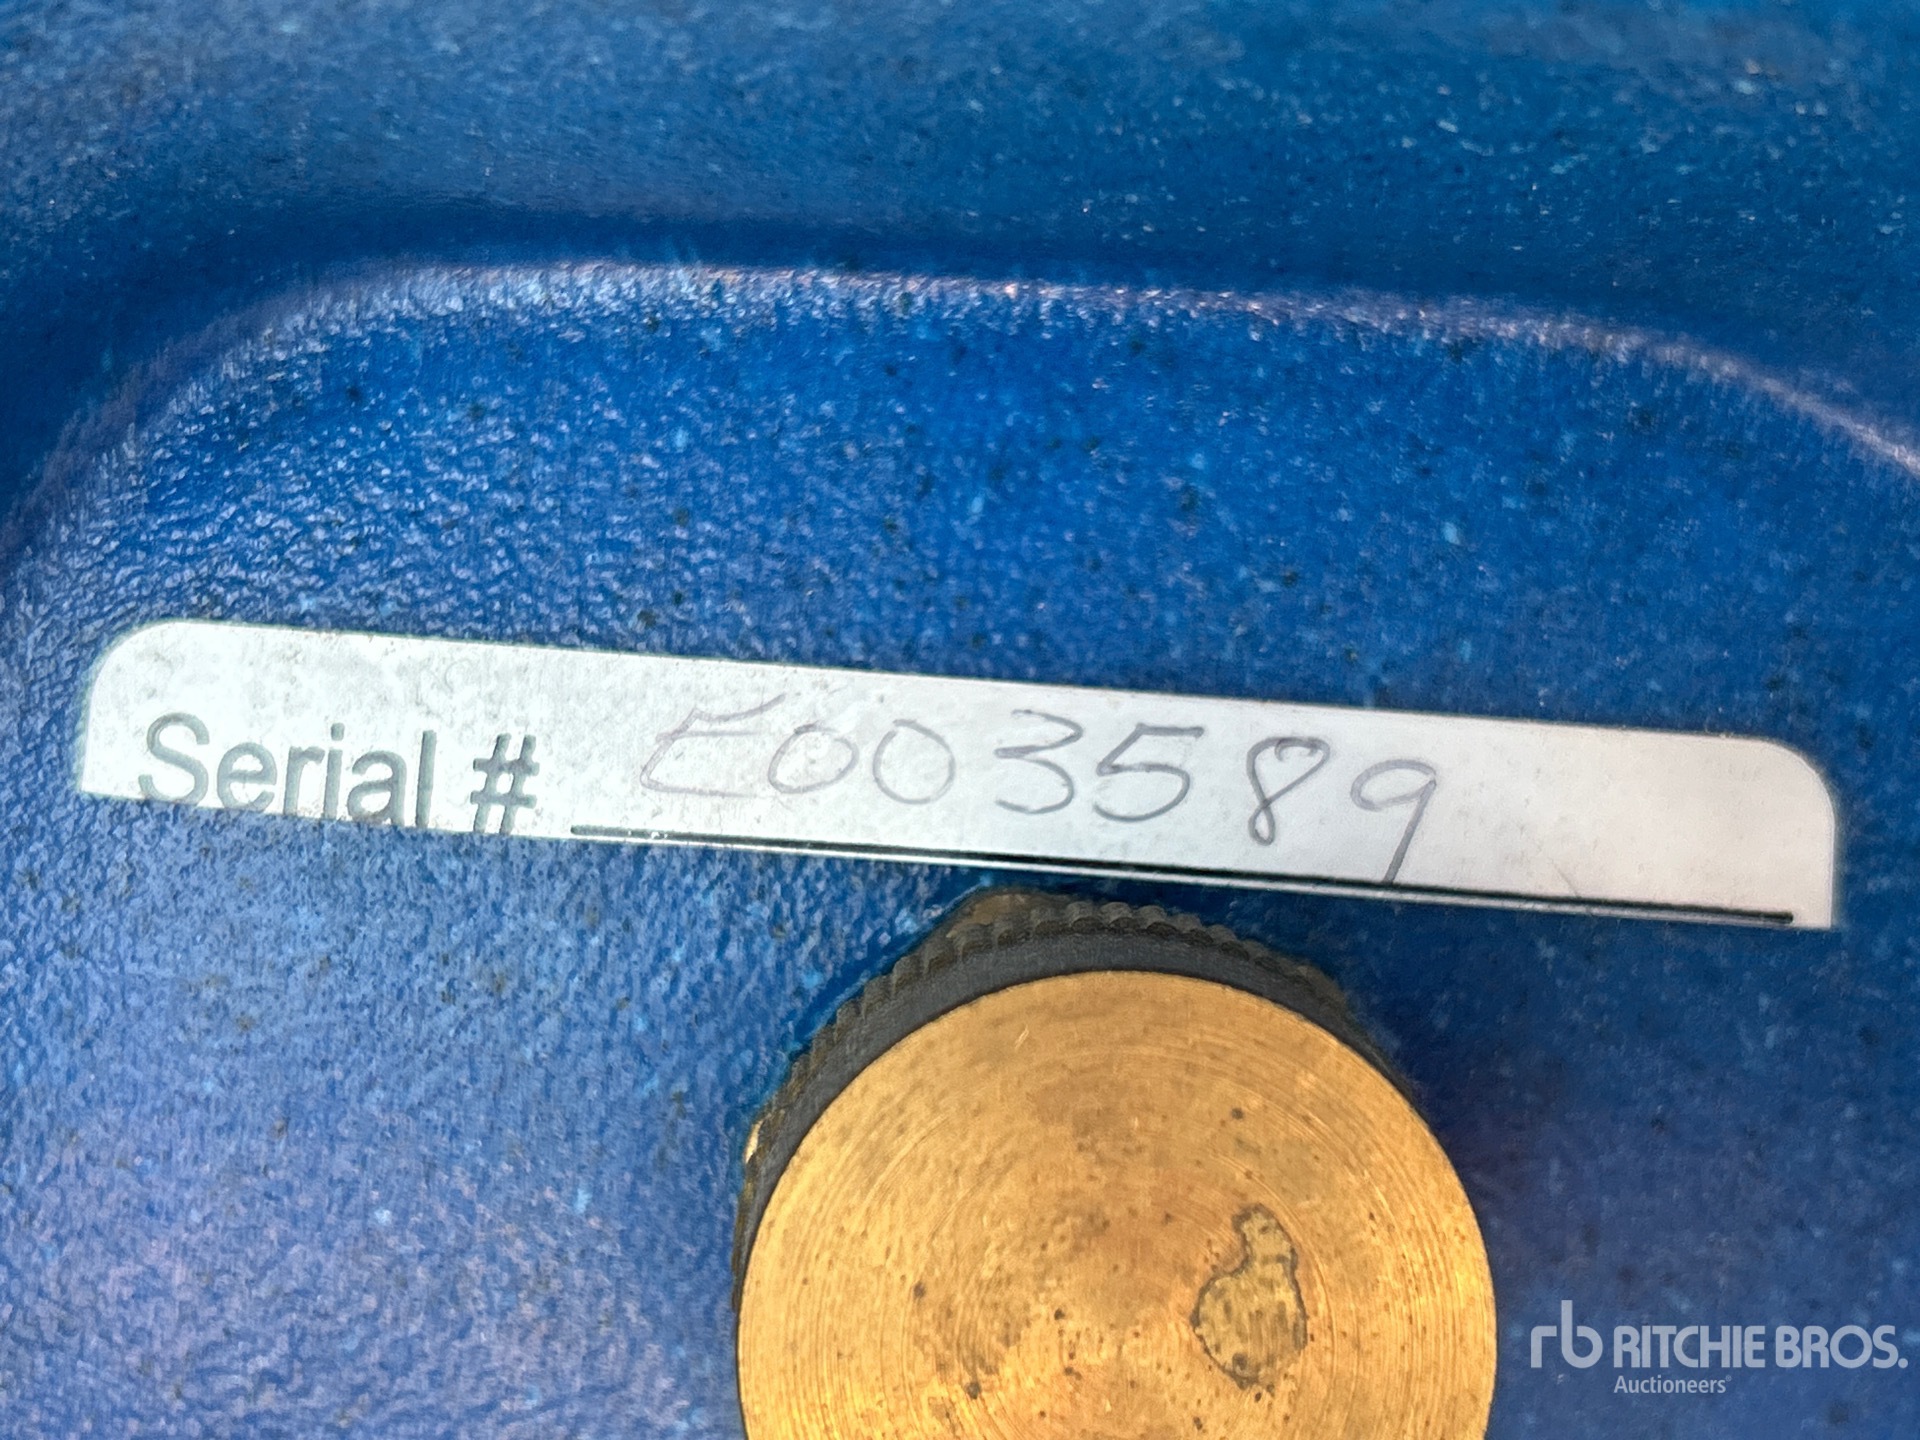 Serial # E003589
rb RITCHIE BROS.
Auctioneers